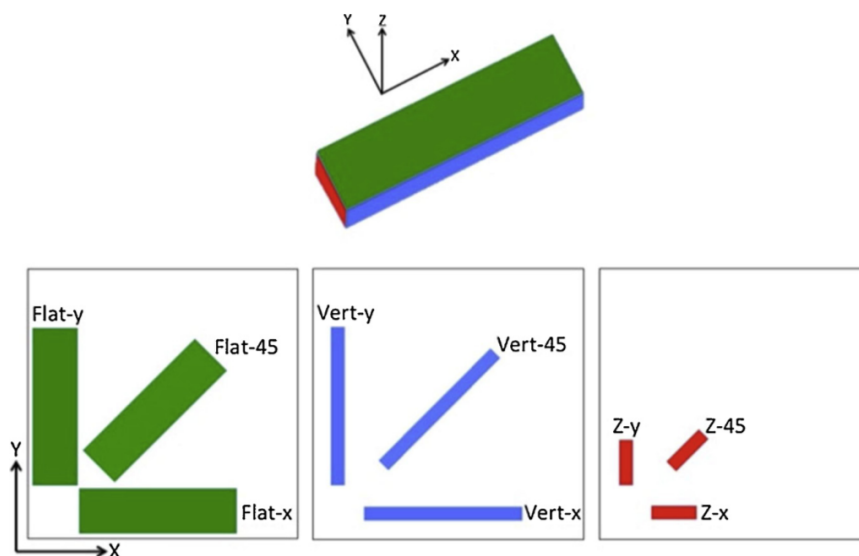 Y Z
X
Flat-y
Flat-45
Flat-x
Y
X
Vert-y
Vert-45
Vert-x
Z-y
Z-45
Z-x